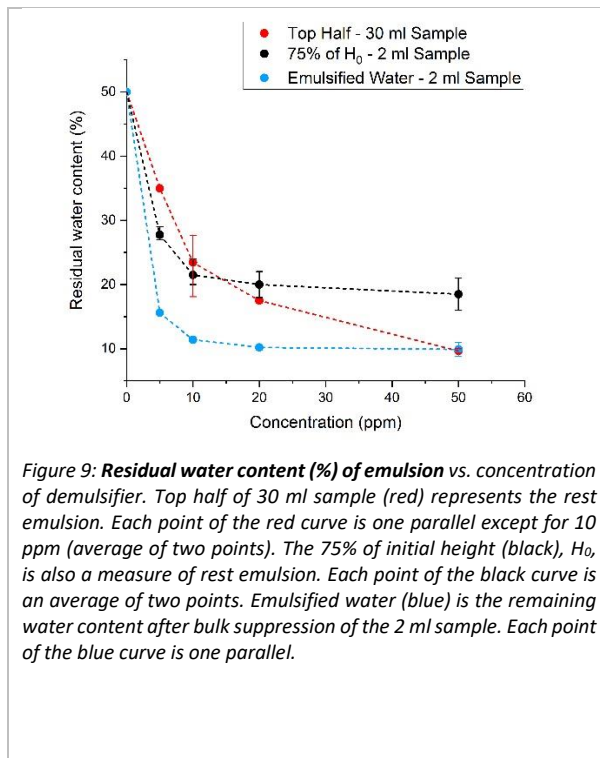 Top Half - 30 ml Sample
75% of H0 - 2 ml Sample
Emulsified Water - 2 ml Sample
Residual water content (%)
50
40
30
20
10
0 10 20 30 40 50 60
Concentration (ppm)
Figure 9: Residual water content (%) of emulsion vs. concentration
of demulsifier. Top half of 30 ml sample (red) represents the rest
emulsion. Each point of the red curve is one parallel except for 10
ppm (average of two points). The 75% of initial height (black), H0,
is also a measure of rest emulsion. Each point of the black curve is
an average of two points. Emulsified water (blue) is the remaining
water content after bulk suppression of the 2 ml sample. Each point
of the blue curve is one parallel.